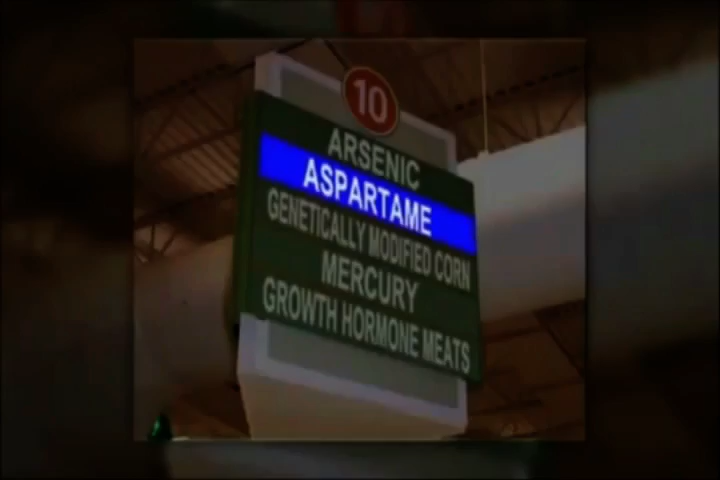 10
ARSENIC
ASPARTAME
GENETICALLY MODIFIED CORN
MERCURY
GROWTH HORMONE MEATS